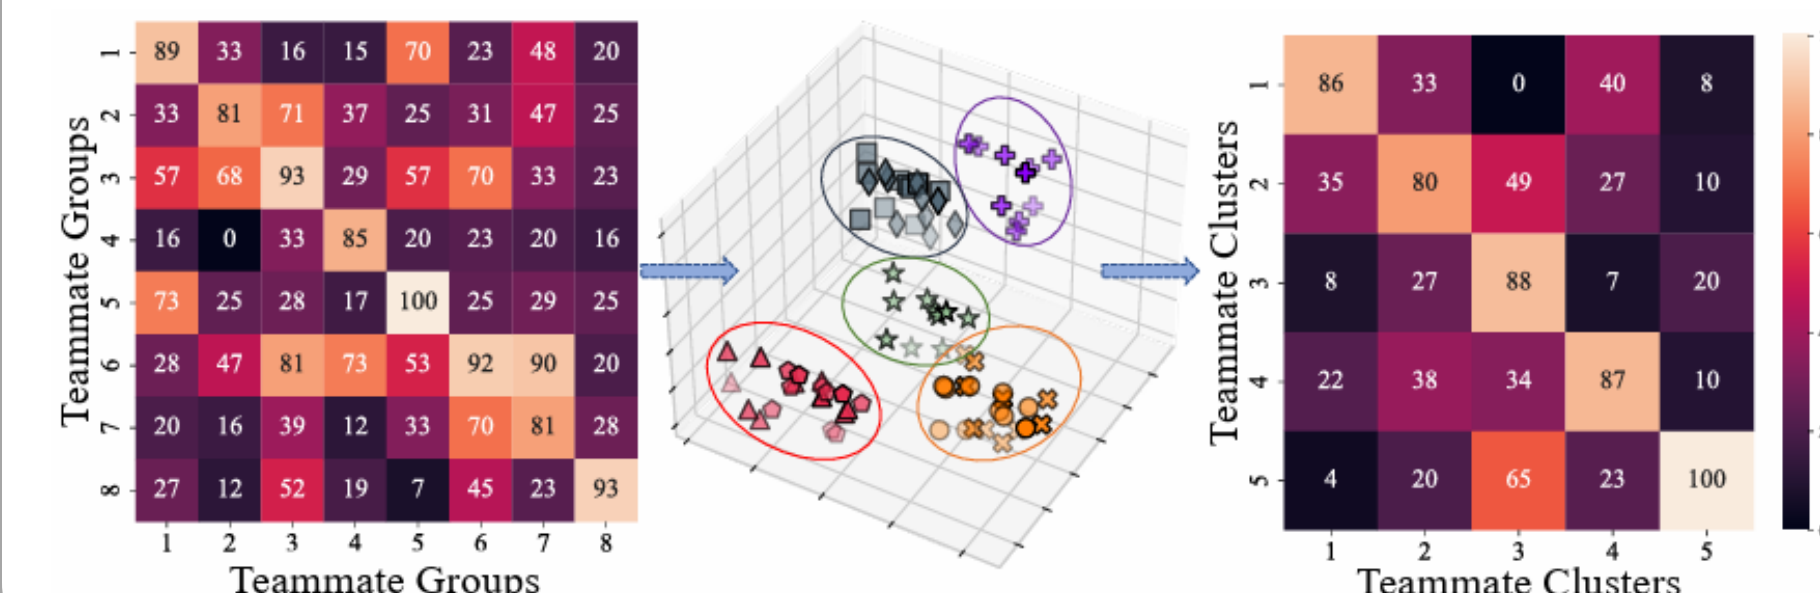 Teammate Groups
1 89 33 16 15 70 23 48 20
2 33 81 71 37 25 31 47 25
3 57 68 93 29 57 70 33 23
4 16 0 33 85 20 23 20 16
5 73 25 28 17 100 25 29 25
6 28 47 81 73 53 92 90 20
7 20 16 39 12 33 70 81 28
8 27 12 52 19 7 45 23 93
1 2 3 4 5 6 7 8
Teammate Groups
Teammate Clusters
1 86 33 0 40 8
2 35 80 49 27 10
3 8 27 88 7 20
4 22 38 34 87 10
5 4 20 65 23 100
1 2 3 4 5
Teammate Clusters